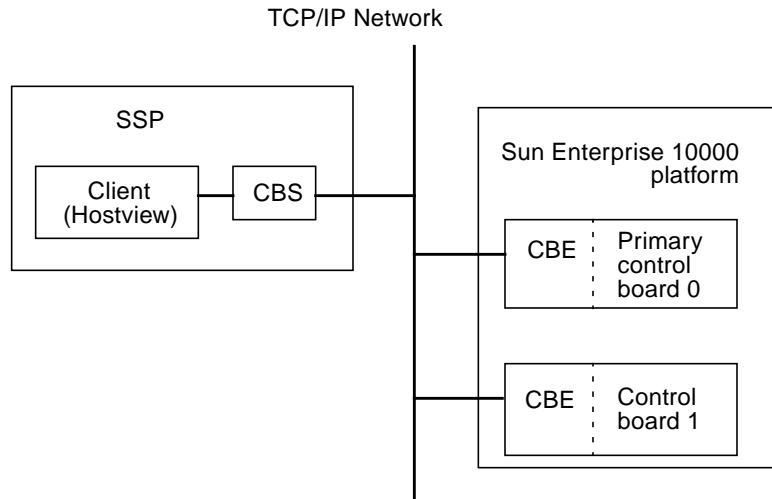 TCP/IP Network
SSP
Client
(Hostview)
CBS
Sun Enterprise 10000
platform
CBE
Primary
control
board 0
CBE
Control
board 1